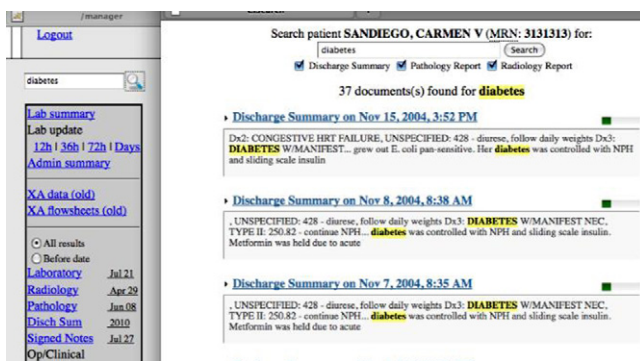 /manager
Logout
diabetes
Lab summary
Lab update
12h | 36h | 72h | Days
Admin summary
XA data (old)
XA flowsheets (old)
All results
Before date
Laboratory Jul 21
Radiology Apr 29
Pathology Jun 08
Disch Sum 2010
Signed Notes Jul 27
Op/Clinical
Search patient SANDIEGO, CARMEN V (MRN: 3131313) for:
diabetes Search
Discharge Summary Pathology Report Radiology Report
37 documents(s) found for diabetes
Discharge Summary on Nov 15, 2004, 3:52 PM
Dx2: CONGESTIVE HRT FAILURE, UNSPECIFIED: 428 - diurese, follow daily weights Dx3:
DIABETES W/MANIFEST... grew out E. coli pan-sensitive. Her diabetes was controlled with NPH
and sliding scale insulin
Discharge Summary on Nov 8, 2004, 8:38 AM
, UNSPECIFIED: 428 - diurese, follow daily weights Dx3: DIABETES W/MANIFEST NEC,
TYPE II: 250.82 - continue NPH... diabetes was controlled with NPH and sliding scale insulin.
Metformin was held due to acute
Discharge Summary on Nov 7, 2004, 8:35 AM
, UNSPECIFIED: 428 - diurese, follow daily weights Dx3: DIABETES W/MANIFEST NEC,
TYPE II: 250.82 - continue NPH... diabetes was controlled with NPH and sliding scale insulin.
Metformin was held due to acute